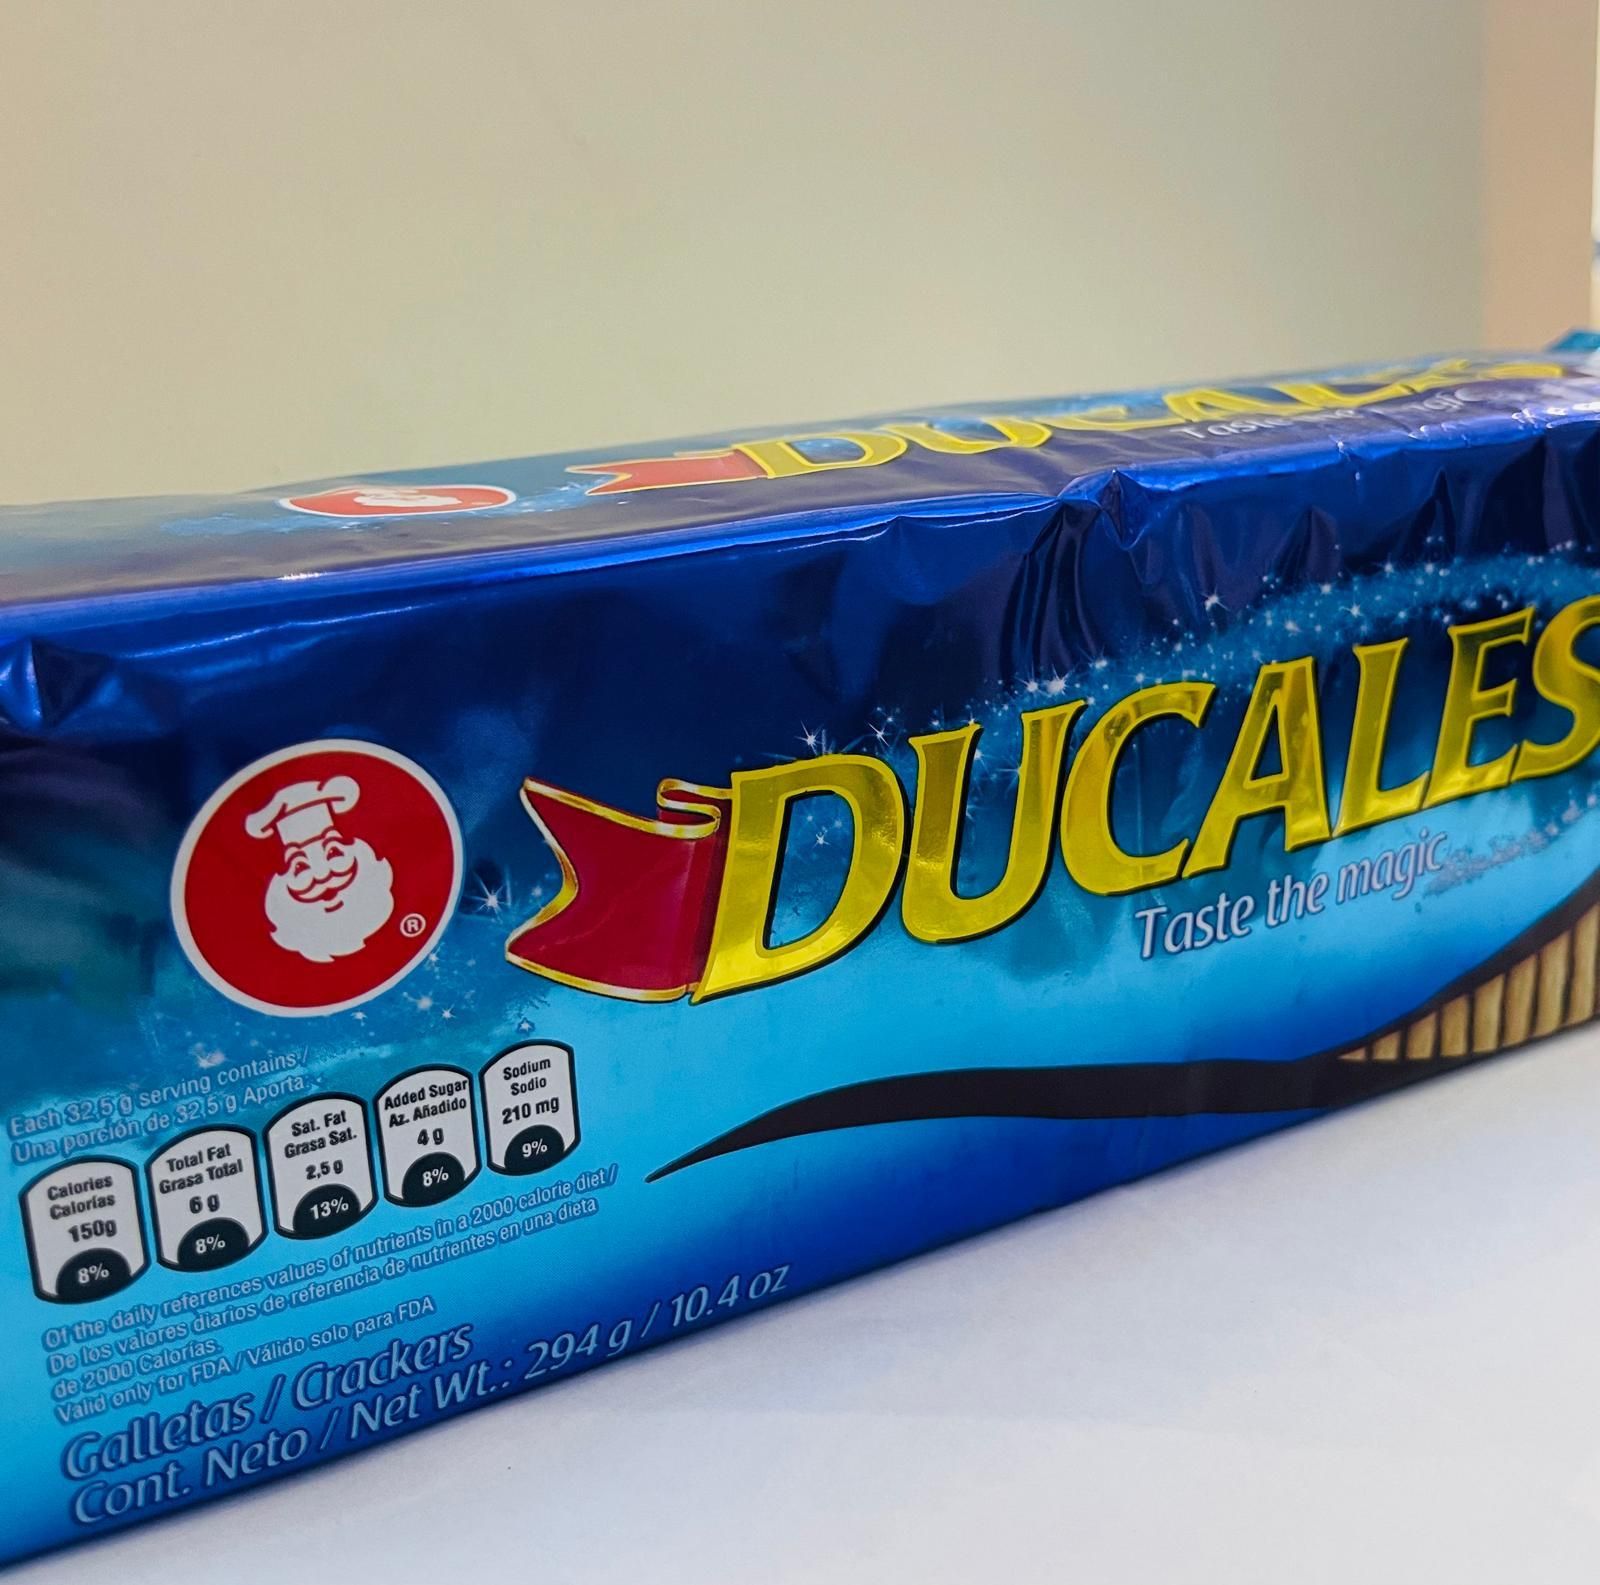 DUCALES
Taste the magic
DUCALES
Taste the magic
®
Each 32,5 g serving contains /
Una porción de 32,5 g Aporta:
Calories
Calorías
150g
8%
Total Fat
Grasa Total
6 g
8%
Sat. Fat
Grasa Sat.
2,5 g
13%
Added Sugar
Az. Añadido
4 g
8%
Sodium
Sodio
210 mg
9%
Of the daily references values of nutrients in a 2000 calorie diet /
De los valores diarios de referencia de nutrientes en una dieta
de 2000 Calorías.
Valid only for FDA / Válido solo para FDA
Galletas / Crackers
Cont. Neto / Net Wt.: 294 g / 10.4 oz